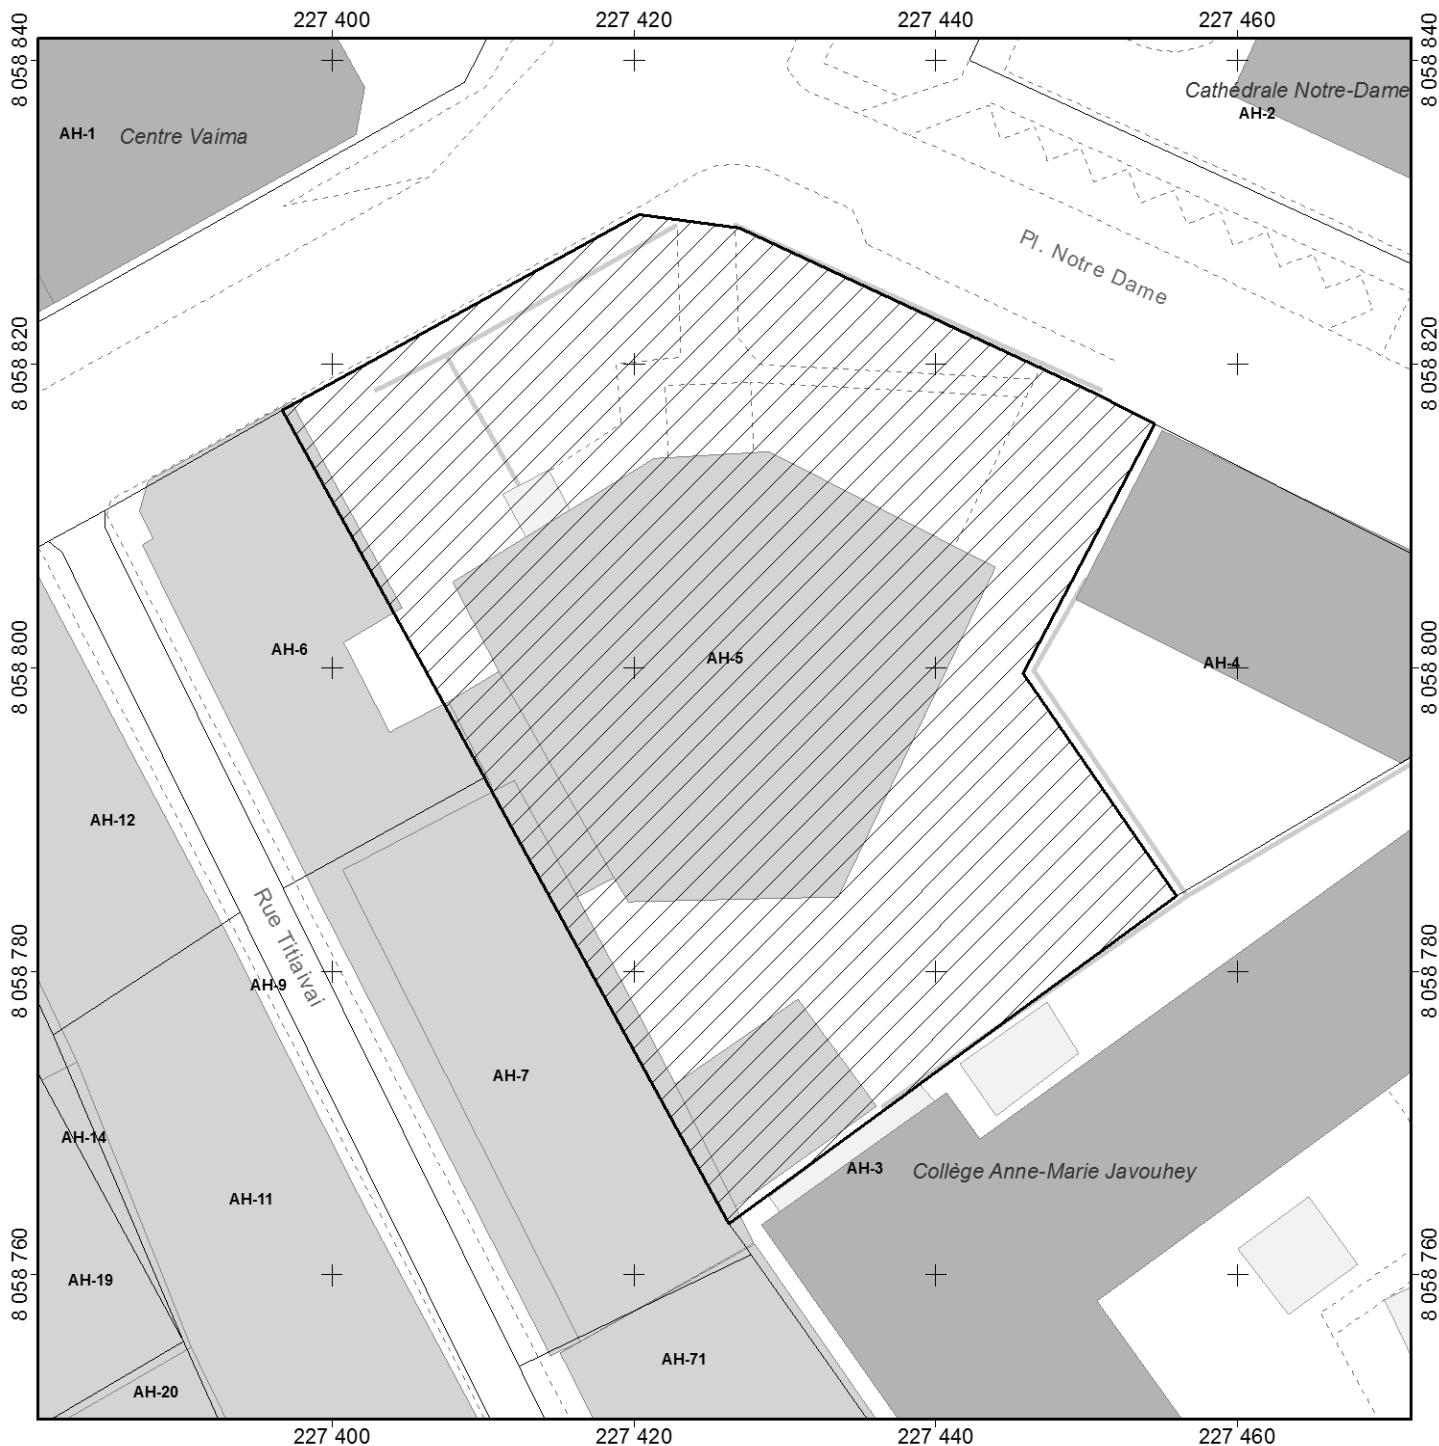 227 400
227 420
227 440
227 460
8 058 840
8 058 840
Cathédrale Notre-Dame
AH-2
AH-1
Centre Vaima
Pl. Notre Dame
8 058 820
8 058 820
AH-6
AH-5
AH-4
8 058 800
8 058 800
AH-12
Rue Titiaivai
8 058 780
8 058 780
AH-9
AH-7
AH-14
AH-3
Collège Anne-Marie Javouhey
AH-11
8 058 760
8 058 760
AH-19
AH-71
AH-20
227 400
227 420
227 440
227 460